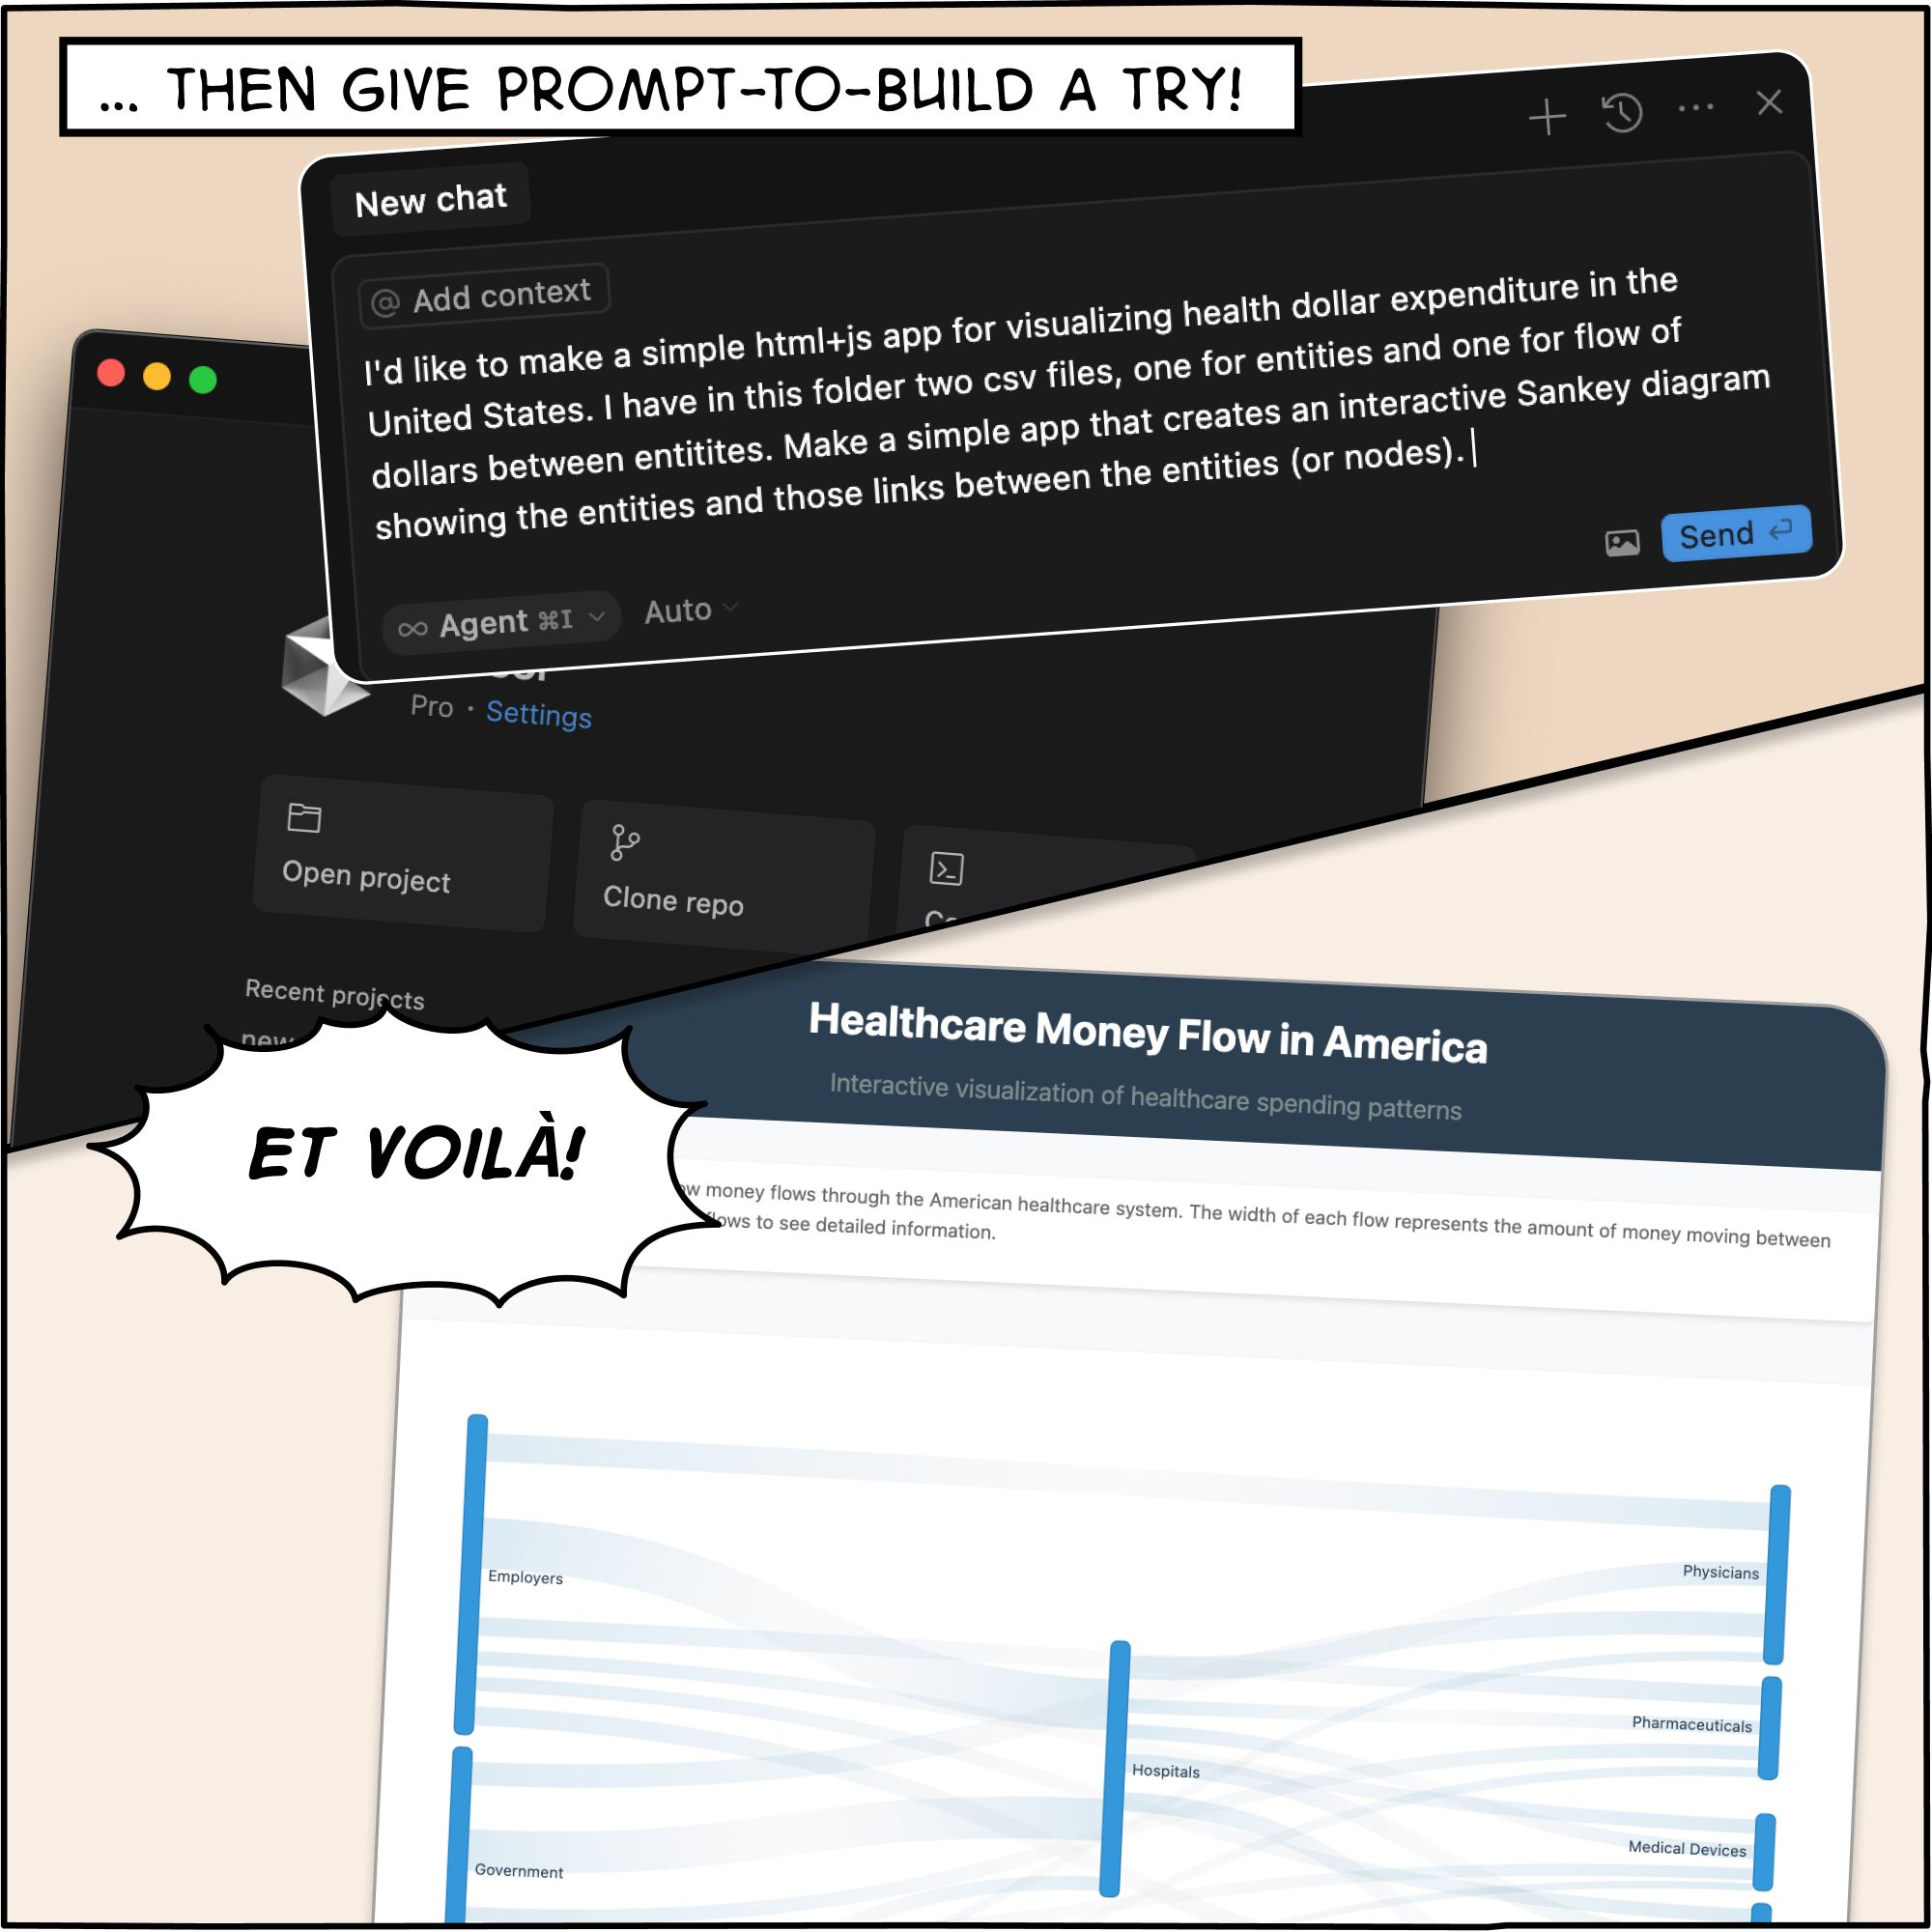 ... THEN GIVE PROMPT-TO-BUILD A TRY!
New chat
@ Add context
I'd like to make a simple html+js app for visualizing health dollar expenditure in the
United States. I have in this folder two csv files, one for entities and one for flow of
dollars between entitites. Make a simple app that creates an interactive Sankey diagram
showing the entities and those links between the entities (or nodes).
Send
Agent ⌘I
Auto
Pro · Settings
Open project
Clone repo
Recent projects
new
ET VOILÀ!
Healthcare Money Flow in America
Interactive visualization of healthcare spending patterns
money flows through the American healthcare system. The width of each flow represents the amount of money moving between
flows to see detailed information.
Employers
Physicians
Pharmaceuticals
Hospitals
Medical Devices
Government